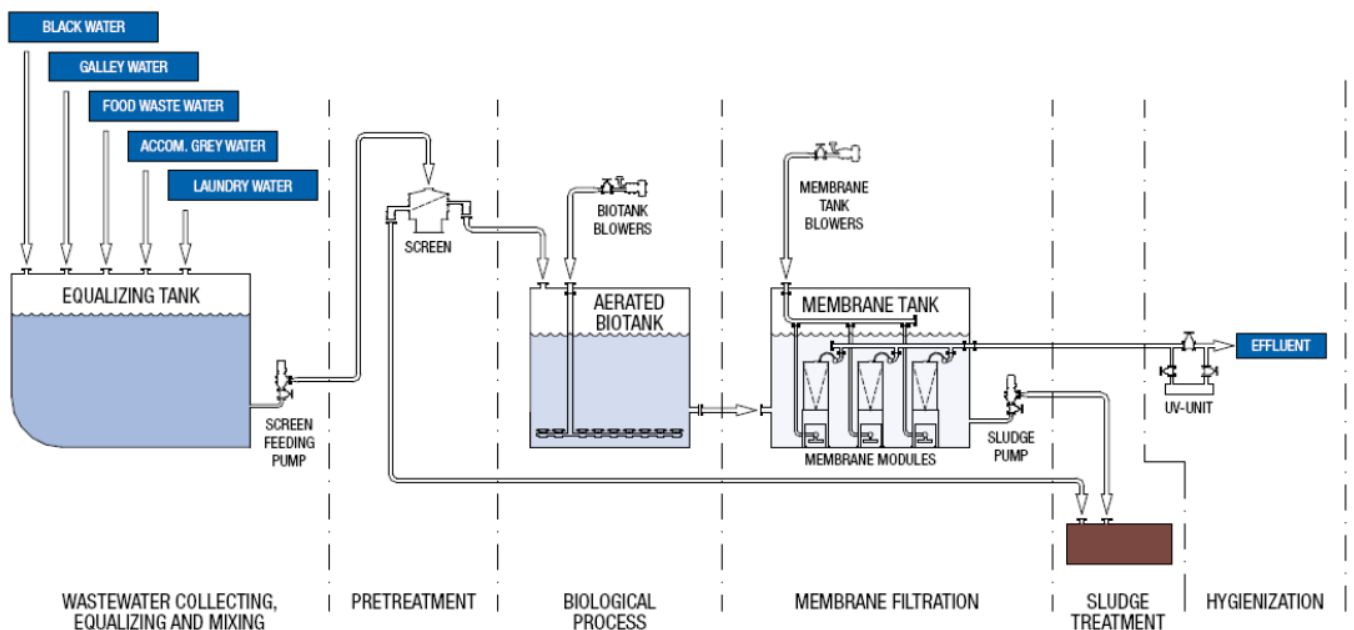 BLACK WATER
GALLEY WATER
FOOD WASTE WATER
ACCOM. GREY WATER
LAUNDRY WATER
EQUALIZING TANK
SCREEN
FEEDING
PUMP
SCREEN
BIOTANK
BLOWERS
AERATED
BIOTANK
MEMBRANE
TANK
BLOWERS
MEMBRANE TANK
MEMBRANE MODULES
SLUDGE
PUMP
UV-UNIT
EFFLUENT
WASTEWATER COLLECTING,
EQUALIZING AND MIXING
PRETREATMENT
BIOLOGICAL
PROCESS
MEMBRANE FILTRATION
SLUDGE
TREATMENT
HYGIENIZATION